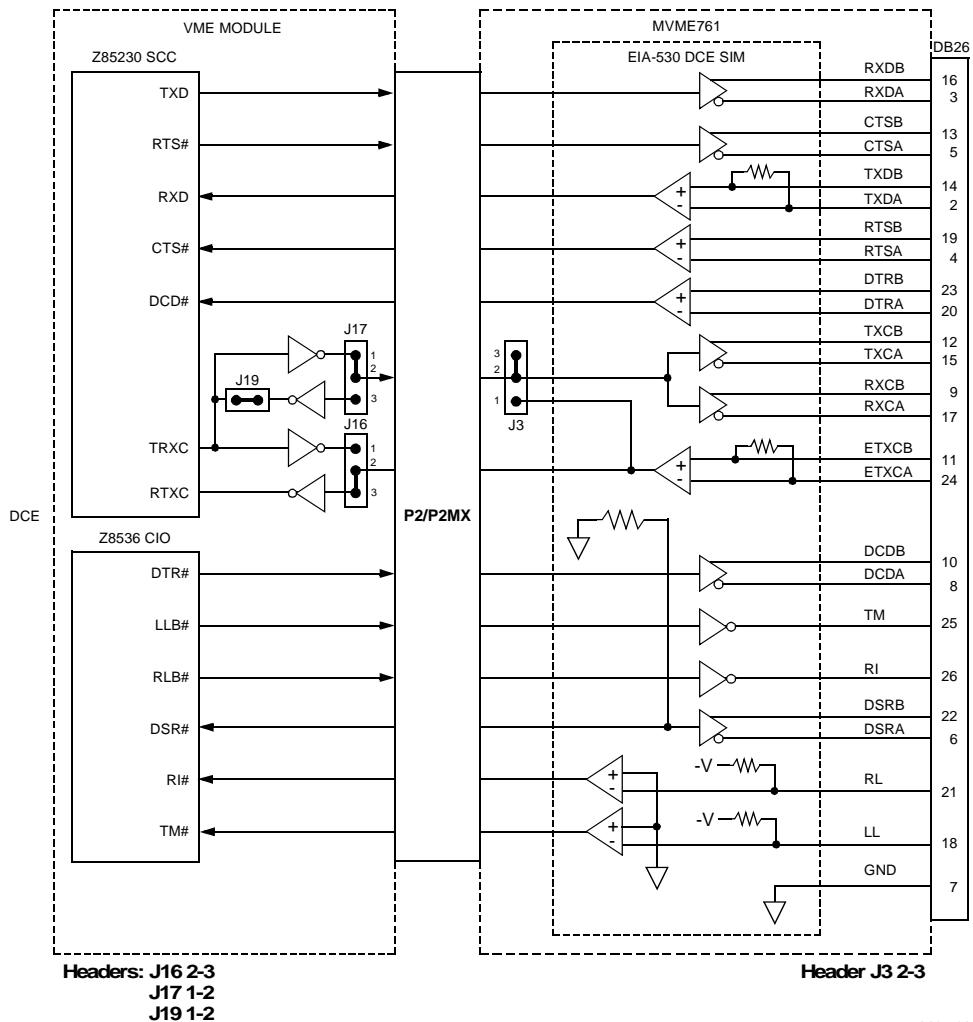 VME MODULE
MVME761
Z85230 SCC
EIA-530 DCE SIM
DB26
TXD
RXDB
16
RXDA
3
RTS#
CTSB
13
CTSA
5
RXD
TXDB
14
+
-
TXDA
2
CTS#
RTSB
19
+
-
RTSA
4
DCD#
DTRB
23
+
-
DTRA
20
J17
1
2
3
J19
3
2
1
J3
TXCB
12
TXCA
15
RXCB
9
RXCA
17
J16
1
2
3
TRXC
RTXC
ETXCB
11
+
-
ETXCA
24
DCE
P2/P2MX
Z8536 CIO
DTR#
DCDB
10
DCDA
8
LLB#
TM
25
RLB#
RI
26
DSR#
DSRB
22
DSRA
6
RI#
+
-
-V
RL
21
TM#
+
-
-V
LL
18
GND
7
Headers: J16 2-3
J17 1-2
J19 1-2
Header J3 2-3